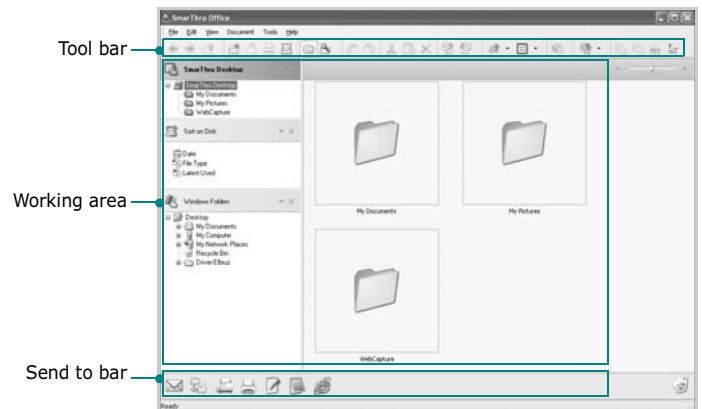 SmarThru Office
File Edit View Document Tools Help
Tool bar
SmarThru Desktop
SmarThru Desktop
My Documents
My Pictures
WebCapture
Sort on Disk
Date
File Type
Latest Used
Working area
Windows Folders
Desktop
My Documents
My Computer
My Network Places
Recycle Bin
Driver Elbruz
My Documents
My Pictures
WebCapture
Send to bar
Ready